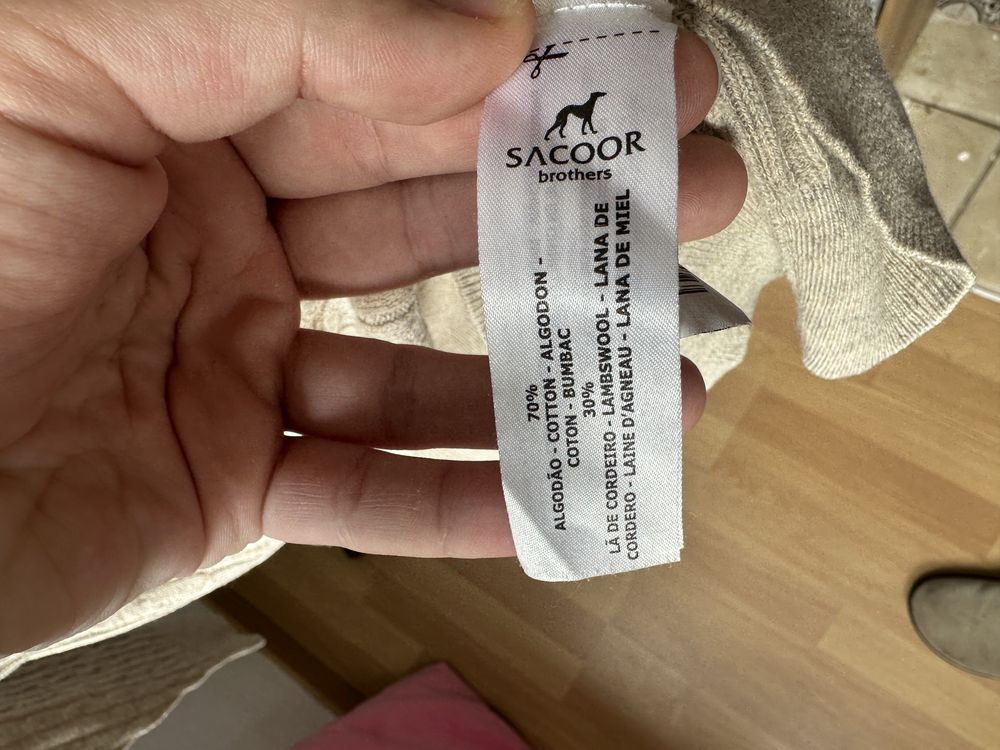 SACOOR
brothers
70%
ALGODÃO - COTTON - ALGODON -
COTON - BUMBAC
30%
LÃ DE CORDEIRO - LAMBSWOOL - LANA DE
CORDERO - LAINE D'AGNEAU - LANA DE MIEL